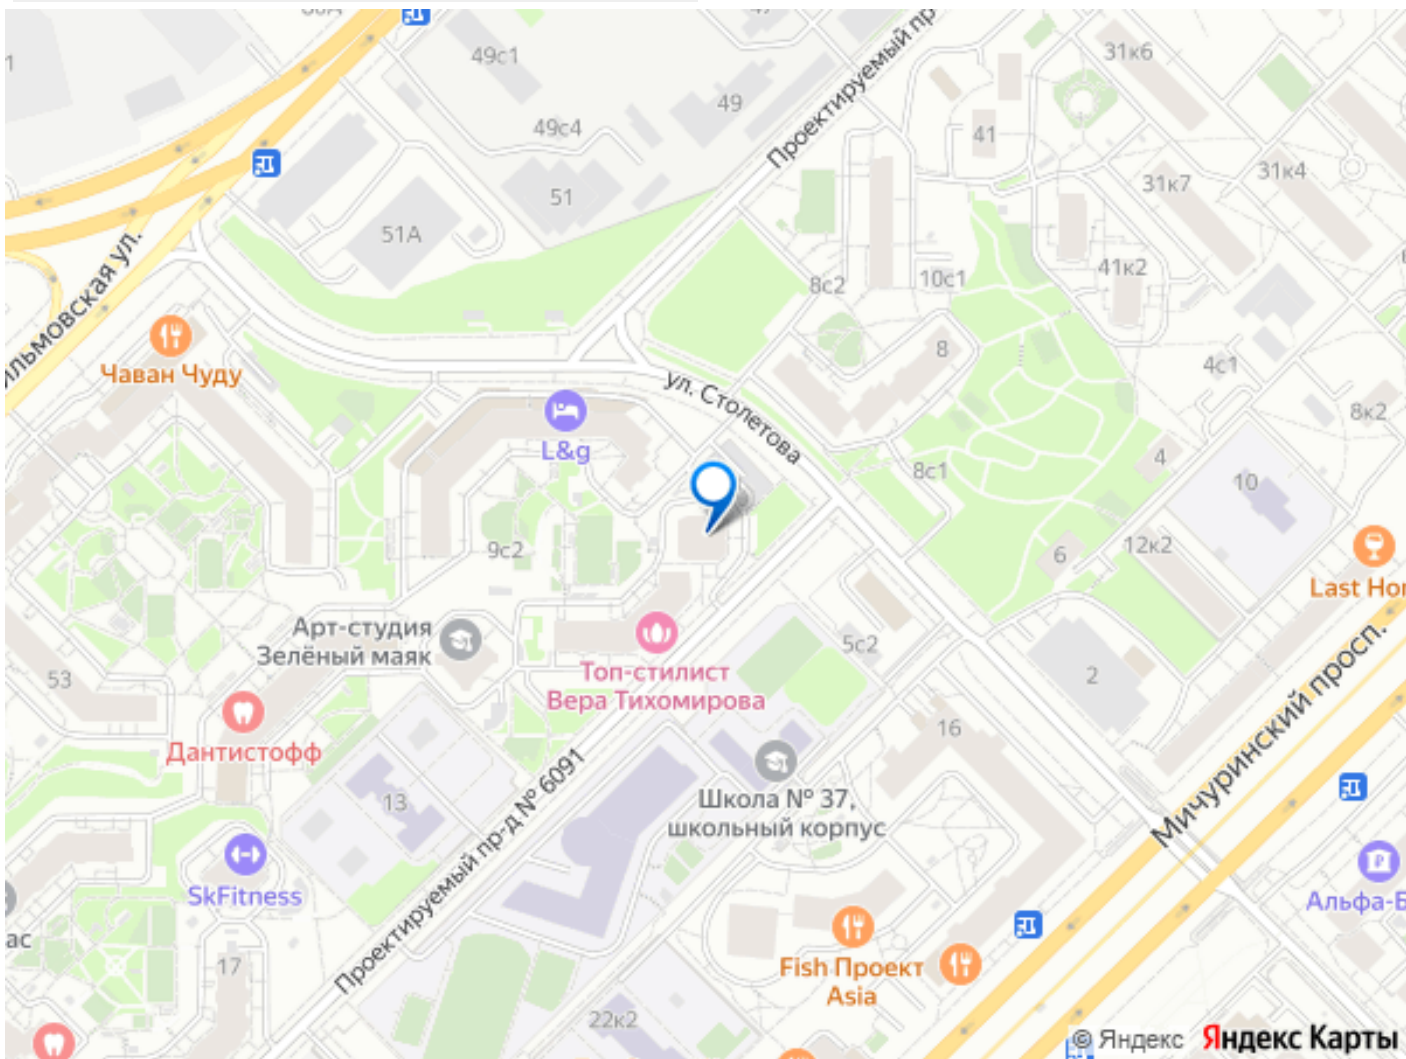 49с1
49
49с4
51
51А
Проектируемый пр
31к6
41
31к7
31к4
41к2
10с1
8с2
ильмовская ул.
Чаван Чуду
ул. Столетова
8
4с1
8к2
L&g
8с1
4
10
9с2
6
12к2
Last Hor
Арт-студия
Зелёный маяк
53
Топ-стилист
Вера Тихомирова
5с2
2
Мичуринский просп.
Дантистофф
13
Проектируемый пр-д № 6091
16
Школа № 37,
школьный корпус
SkFitness
Альфа-Б
ас
17
Fish Проект
Asia
22к2
© Яндекс Яндекс Карты